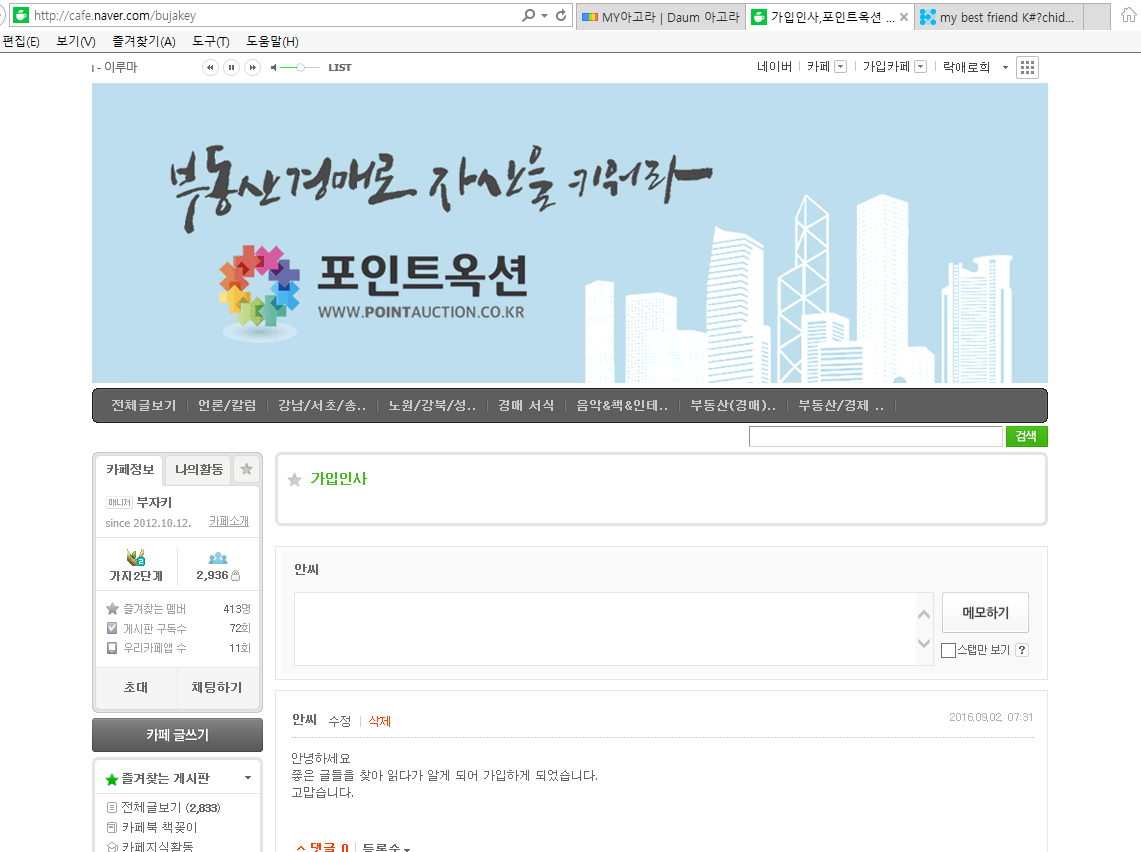 http://cafe.naver.com/bujakey
MY아고라 | Daum 아고라
가입인사,포인트옥션 ...
my best friend K#?chid...
편집(E) 보기(V) 즐겨찾기(A) 도구(T) 도움말(H)
- 이루마
LIST
네이버 카페 가입카페 락애로희
부동산경매로 자산을 키워라
포인트옥션
WWW.POINTAUCTION.CO.KR
전체글보기 언론/칼럼 강남/서초/송.. 노원/강북/성.. 경매 서식 음악&책&인테.. 부동산(경매).. 부동산/경제 ..
검색
카페정보 나의활동
매니저 부자키
since 2012.10.12. 카페소개
가지2단계 2,936
즐겨찾는 멤버 413명
게시판 구독수 72회
우리카페앱 수 11회
초대 채팅하기
카페 글쓰기
즐겨찾는 게시판
전체글보기 (2,833)
카페북 책꽂이
카페지식활동
가입인사
안씨
메모하기
스탭만 보기 ?
안씨 수정 | 삭제 2016.09.02. 07:31
안녕하세요
좋은 글들을 찾아 읽다가 알게 되어 가입하게 되었습니다.
고맙습니다.
댓글 0 | 등록순